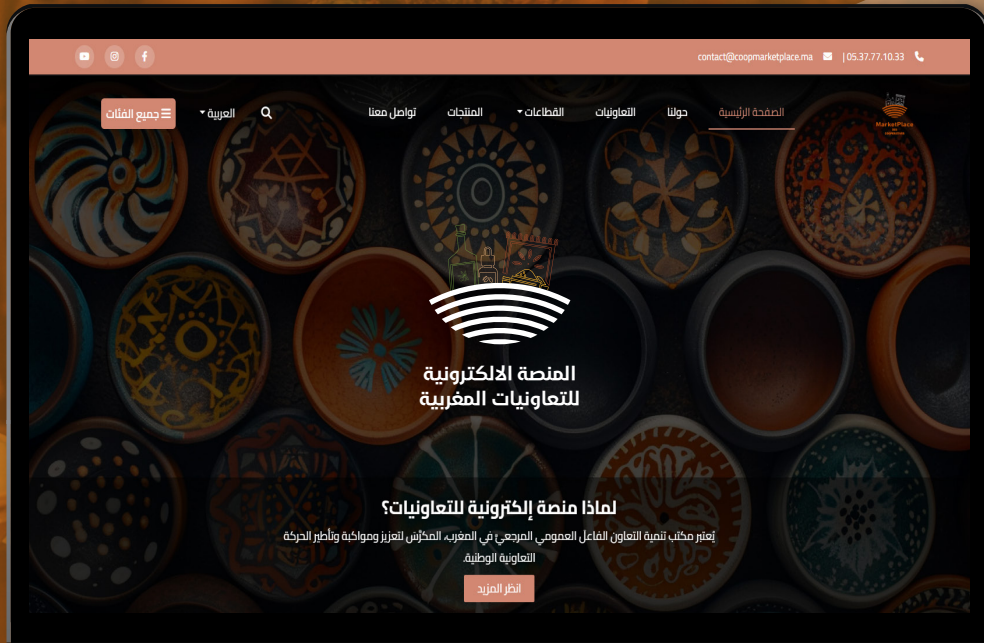 05.37.77.10.33 |
contact@coopmarketplace.ma
MarketPlace
الصفحة الرئيسية
حولنا
التعاونيات
القطاعات
المنتجات
تواصل معنا
العربية
جميع الفئات
المنصة الالكترونية
للتعاونيات المغربية
لماذا منصة إلكترونية للتعاونيات؟
يُعتبر مكتب تنمية التعاون الفاعل العمومي المرجعيّ في المغرب، المكرَّس لتعزيز ومواكبة وتأطير الحركة
التعاونية الوطنية.
انظر المزيد